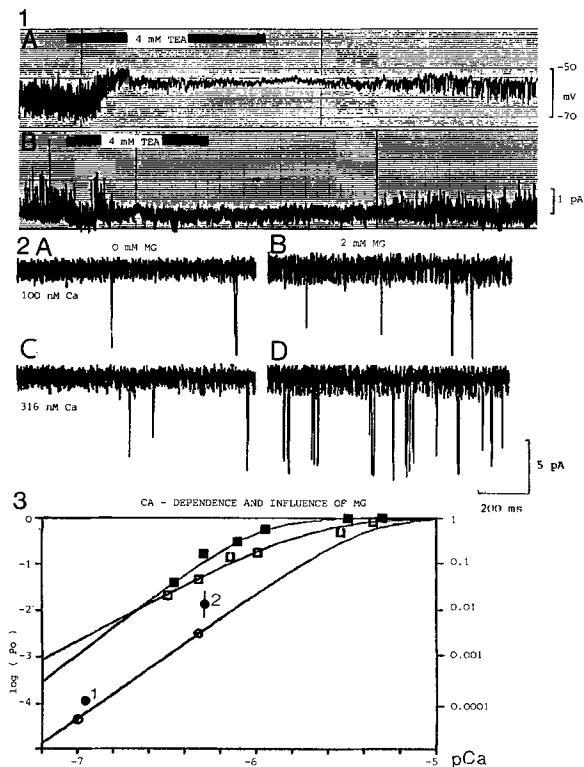 1
A
4 mM TEA
-50
mV
-70
B
4 mM TEA
1 pA
2 A
0 mM MG
B
2 mM MG
100 nM Ca
C
D
316 nM Ca
5 pA
200 ms
3
CA - DEPENDENCE AND INFLUENCE OF MG
0
-1
-2
-3
-4
log ( Po )
1
0.1
0.01
0.001
0.0001
1
2
-7
-6
-5
pCa